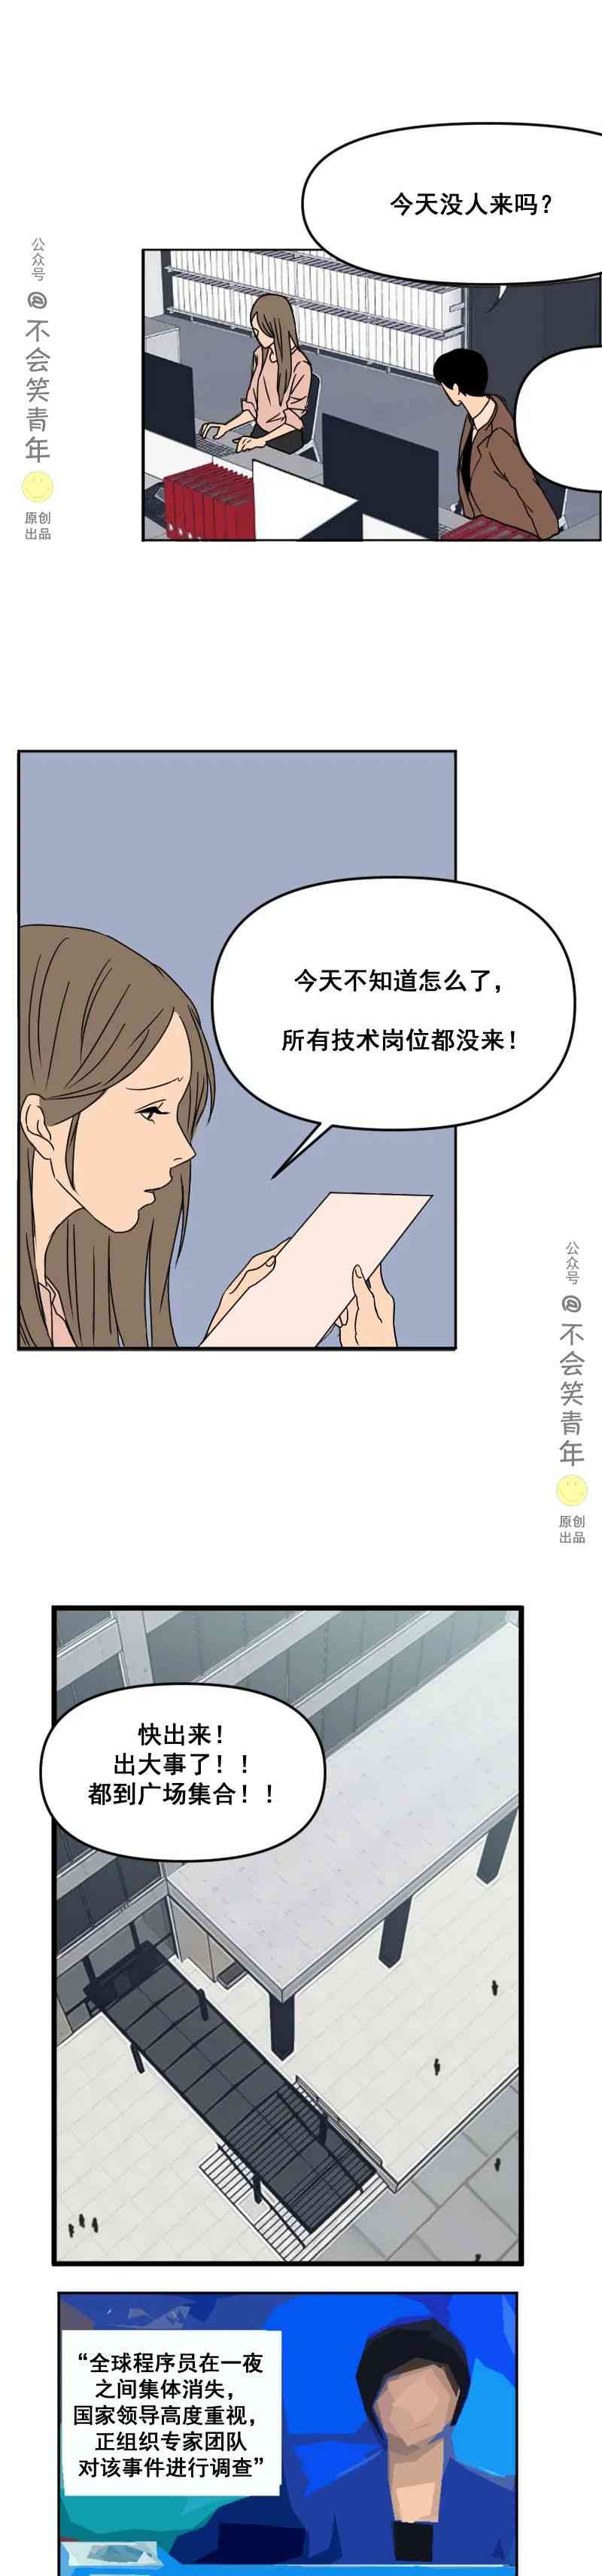 今天没人来吗？
公众号
@不会笑青年
原创
出品
今天不知道怎么了，
所有技术岗位都没来！
公众号
@不会笑青年
原创
出品
快出来！
出大事了！！
都到广场集合！！
“全球程序员在一夜
之间集体消失，
国家领导高度重视，
正组织专家团队
对该事件进行调查”